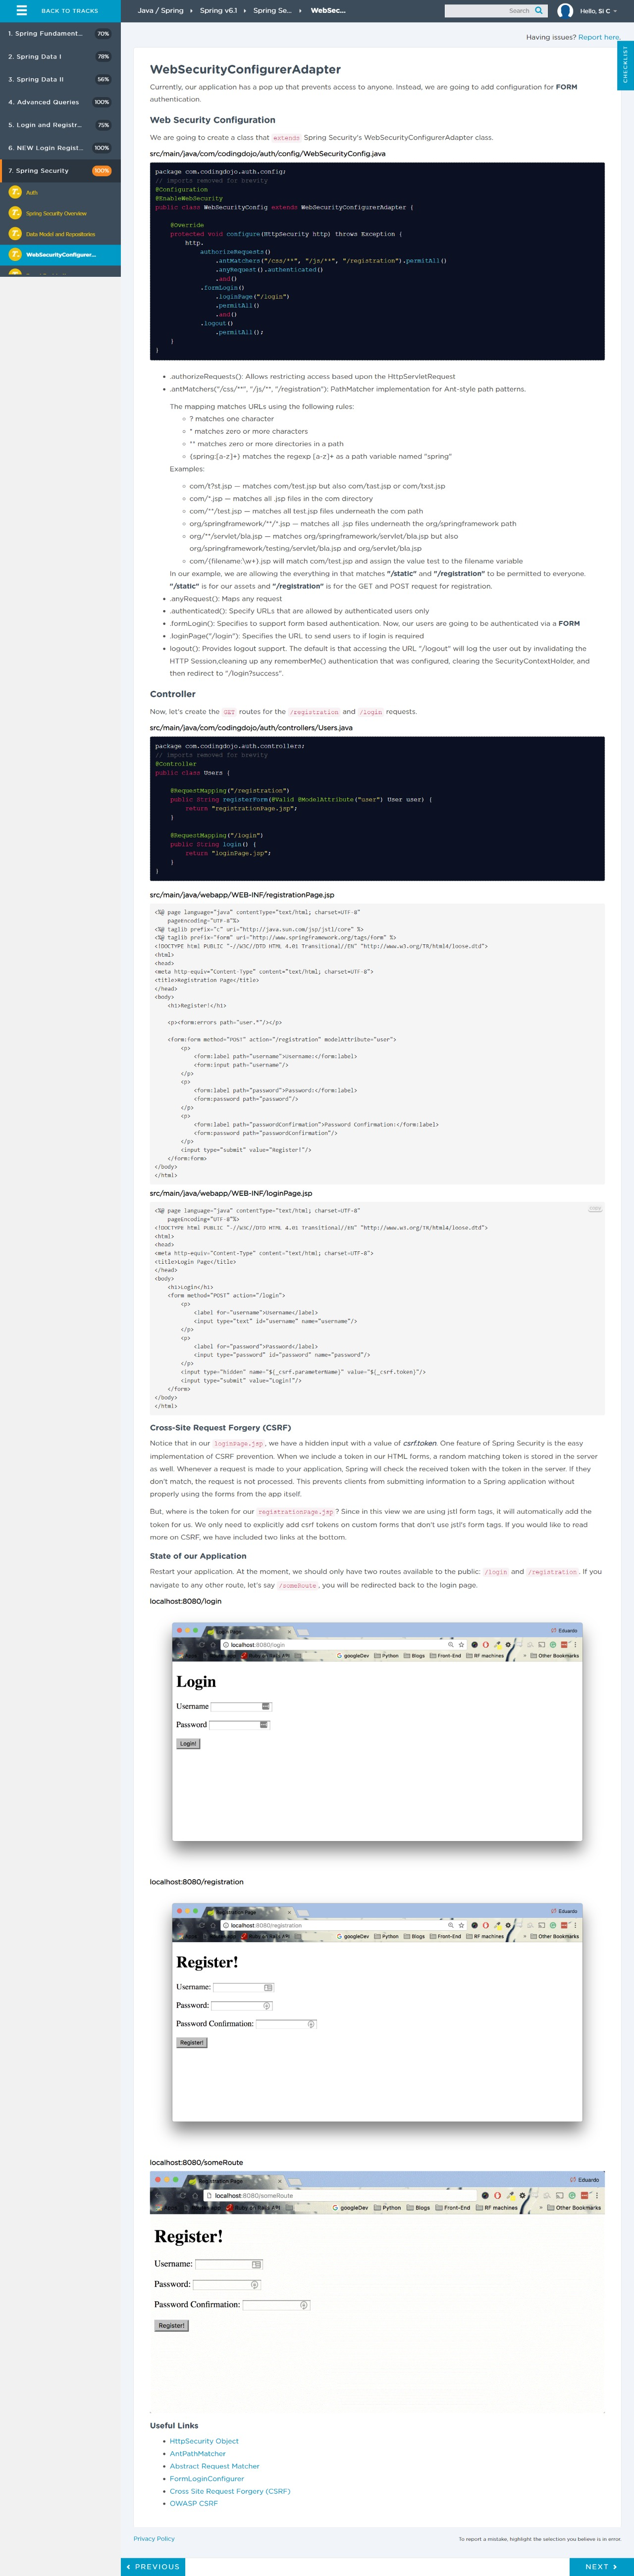 BACK TO TRACKS
Java / Spring Spring v6.1 Spring Se... WebSec...
Search
Hello, Si C
1. Spring Fundament... 70%
2. Spring Data I 78%
3. Spring Data II 56%
4. Advanced Queries 100%
5. Login and Registr... 75%
6. NEW Login Regist... 100%
7. Spring Security 100%
Auth
Spring Security Overview
Data Model and Repositories
WebSecurityConfigurer...
Having issues? Report here.
CHECKLIST
WebSecurityConfigurerAdapter
Currently, our application has a pop up that prevents access to anyone. Instead, we are going to add configuration for FORM
authentication.
Web Security Configuration
We are going to create a class that extends Spring Security's WebSecurityConfigurerAdapter class.
src/main/java/com/codingdojo/auth/config/WebSecurityConfig.java
package com.codingdojo.auth.config;
// imports removed for brevity
@Configuration
@EnableWebSecurity
public class WebSecurityConfig extends WebSecurityConfigurerAdapter {
@Override
protected void configure(HttpSecurity http) throws Exception {
http.
authorizeRequests()
.antMatchers("/css/**", "/js/**", "/registration").permitAll()
.anyRequest().authenticated()
.and()
.formLogin()
.loginPage("/login")
.permitAll()
.and()
.logout()
.permitAll();
}
}
• .authorizeRequests(): Allows restricting access based upon the HttpServletRequest
• .antMatchers("/css/**", "/js/**, "/registration"): PathMatcher implementation for Ant-style path patterns.
The mapping matches URLs using the following rules:
◦ ? matches one character
◦ * matches zero or more characters
◦ ** matches zero or more directories in a path
◦ {spring:[a-z]+} matches the regexp [a-z]+ as a path variable named "spring"
Examples:
◦ com/t?st.jsp — matches com/test.jsp but also com/tast.jsp or com/txst.jsp
◦ com/*.jsp — matches all .jsp files in the com directory
◦ com/**/test.jsp — matches all test.jsp files underneath the com path
◦ org/springframework/**/*.jsp — matches all .jsp files underneath the org/springframework path
◦ org/**/servlet/bla.jsp — matches org/springframework/servlet/bla.jsp but also
org/springframework/testing/servlet/bla.jsp and org/servlet/bla.jsp
◦ com/{filename:\w+}.jsp will match com/test.jsp and assign the value test to the filename variable
In our example, we are allowing the everything in that matches "/static" and "/registration" to be permitted to everyone.
"/static" is for our assets and "/registration" is for the GET and POST request for registration.
• .anyRequest(): Maps any request
• .authenticated(): Specify URLs that are allowed by authenticated users only
• .formLogin(): Specifies to support form based authentication. Now, our users are going to be authenticated via a FORM
• .loginPage("/login"): Specifies the URL to send users to if login is required
• logout(): Provides logout support. The default is that accessing the URL "/logout" will log the user out by invalidating the
HTTP Session,cleaning up any rememberMe() authentication that was configured, clearing the SecurityContextHolder, and
then redirect to "/login?success".
Controller
Now, let's create the GET routes for the /registration and /login requests.
src/main/java/com/codingdojo/auth/controllers/Users.java
package com.codingdojo.auth.controllers;
// imports removed for brevity
@Controller
public class Users {
@RequestMapping("/registration")
public String registerForm(@Valid @ModelAttribute("user") User user) {
return "registrationPage.jsp";
}
@RequestMapping("/login")
public String login() {
return "loginPage.jsp";
}
}
src/main/java/webapp/WEB-INF/registrationPage.jsp
<%@ page language="java" contentType="text/html; charset=UTF-8"
pageEncoding="UTF-8"%>
<%@ taglib prefix="c" uri="http://java.sun.com/jsp/jstl/core" %>
<%@ taglib prefix="form" uri="http://www.springframework.org/tags/form" %>
<!DOCTYPE html PUBLIC "-//W3C//DTD HTML 4.01 Transitional//EN" "http://www.w3.org/TR/html4/loose.dtd">
<html>
<head>
<meta http-equiv="Content-Type" content="text/html; charset=UTF-8">
<title>Registration Page</title>
</head>
<body>
<h1>Register!</h1>
<p><form:errors path="user.*"/></p>
<form:form method="POST" action="/registration" modelAttribute="user">
<p>
<form:label path="username">Username:</form:label>
<form:input path="username"/>
</p>
<p>
<form:label path="password">Password:</form:label>
<form:password path="password"/>
</p>
<p>
<form:label path="passwordConfirmation">Password Confirmation:</form:label>
<form:password path="passwordConfirmation"/>
</p>
<input type="submit" value="Register!"/>
</form:form>
</body>
</html>
src/main/java/webapp/WEB-INF/loginPage.jsp
copy
<%@ page language="java" contentType="text/html; charset=UTF-8"
pageEncoding="UTF-8"%>
<!DOCTYPE html PUBLIC "-//W3C//DTD HTML 4.01 Transitional//EN" "http://www.w3.org/TR/html4/loose.dtd">
<html>
<head>
<meta http-equiv="Content-Type" content="text/html; charset=UTF-8">
<title>Login Page</title>
</head>
<body>
<h1>Login</h1>
<form method="POST" action="/login">
<p>
<label for="username">Username</label>
<input type="text" id="username" name="username"/>
</p>
<p>
<label for="password">Password</label>
<input type="password" id="password" name="password"/>
</p>
<input type="hidden" name="${_csrf.parameterName}" value="${_csrf.token}"/>
<input type="submit" value="Login!"/>
</form>
</body>
</html>
Cross-Site Request Forgery (CSRF)
Notice that in our loginPage.jsp, we have a hidden input with a value of csrf.token. One feature of Spring Security is the easy
implementation of CSRF prevention. When we include a token in our HTML forms, a random matching token is stored in the server
as well. Whenever a request is made to your application, Spring will check the received token with the token in the server. If they
don't match, the request is not processed. This prevents clients from submitting information to a Spring application without
properly using the forms from the app itself.
But, where is the token for our registrationPage.jsp? Since in this view we are using jstl form tags, it will automatically add the
token for us. We only need to explicitly add csrf tokens on custom forms that don't use jstl's form tags. If you would like to read
more on CSRF, we have included two links at the bottom.
State of our Application
Restart your application. At the moment, we should only have two routes available to the public: /login and /registration. If you
navigate to any other route, let's say /someRoute, you will be redirected back to the login page.
localhost:8080/login
Eduardo
localhost:8080/login
googleDev Python Blogs Front-End RF machines » Other Bookmarks
Login
Username
Password
Login!
localhost:8080/registration
Registration Page
Eduardo
localhost:8080/registration
googleDev Python Blogs Front-End RF machines » Other Bookmarks
Register!
Username:
Password:
Password Confirmation:
Register!
localhost:8080/someRoute
Registration Page
Eduardo
localhost:8080/someRoute
Ruby on Rails API googleDev Python Blogs Front-End RF machines » Other Bookmarks
Register!
Username:
Password:
Password Confirmation:
Register!
Useful Links
• HttpSecurity Object
• AntPathMatcher
• Abstract Request Matcher
• FormLoginConfigurer
• Cross Site Request Forgery (CSRF)
• OWASP CSRF
Privacy Policy
To report a mistake, highlight the selection you believe is in error.
PREVIOUS
NEXT